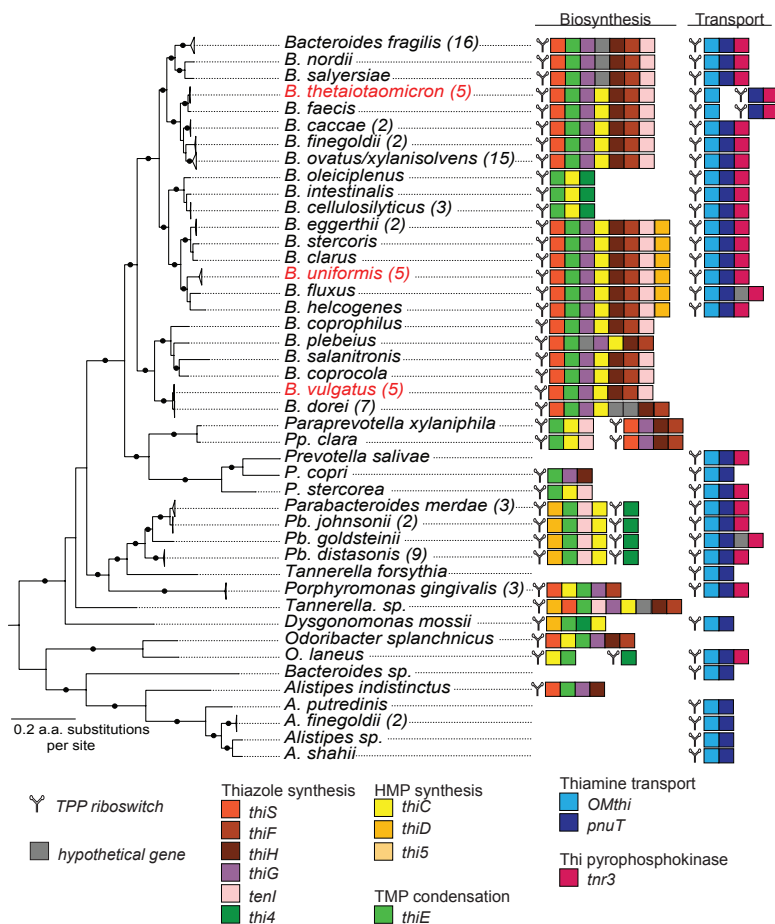 Biosynthesis Transport
Bacteroides fragilis (16)
B. nordii
B. salyersiae
B. thetaiotaomicron (5)
B. faecis
B. caccae (2)
B. finegoldii (2)
B. ovatus/xylanisolvens (15)
B. oleiciplenus
B. intestinalis
B. cellulosilyticus (3)
B. eggerthii (2)
B. stercoris
B. clarus
B. uniformis (5)
B. fluxus
B. helcogenes
B. coprophilus
B. plebeius
B. salanitronis
B. coprocola
B. vulgatus (5)
B. dorei (7)
Paraprevotella xylaniphila
Pp. clara
Prevotella salivae
P. copri
P. stercorea
Parabacteroides merdae (3)
Pb. johnsonii (2)
Pb. goldsteinii
Pb. distasonis (9)
Tannerella forsythia
Porphyromonas gingivalis (3)
Tannerella. sp.
Dysgonomonas mossii
Odoribacter splanchnicus
O. laneus
Bacteroides sp.
Alistipes indistinctus
A. putredinis
A. finegoldii (2)
Alistipes sp.
A. shahii
0.2 a.a. substitutions
per site
TPP riboswitch
hypothetical gene
Thiazole synthesis
thiS
thiF
thiH
thiG
tenI
thi4
HMP synthesis
thiC
thiD
thi5
TMP condensation
thiE
Thiamine transport
OMthi
pnuT
Thi pyrophosphokinase
tnr3